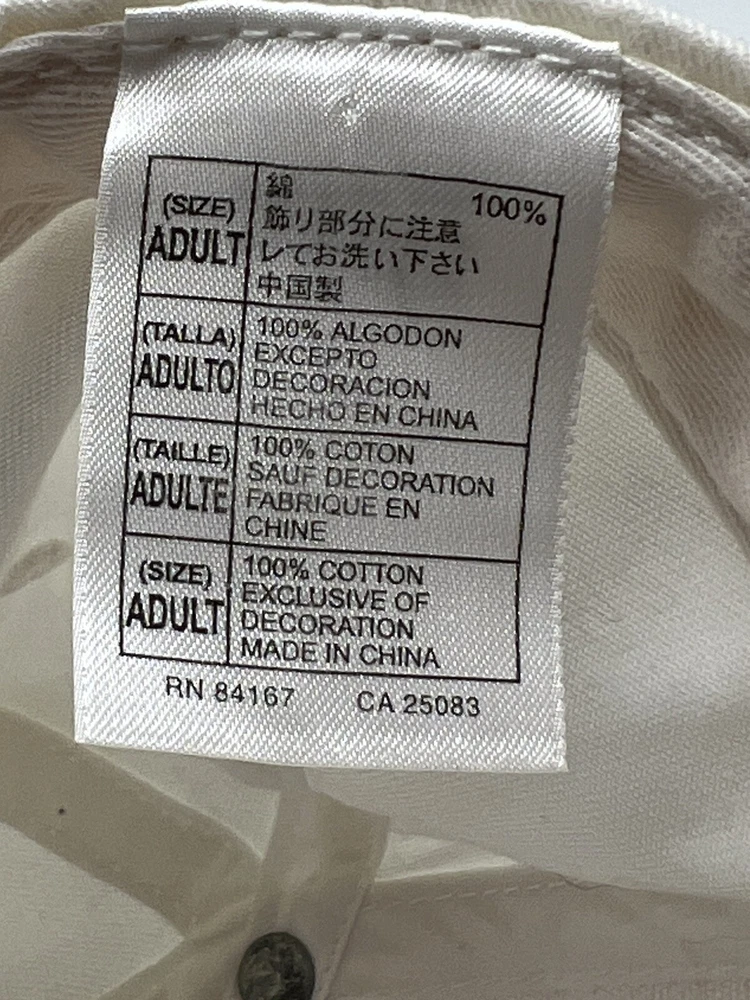 (SIZE)
ADULT
綿 100%
飾り部分に注意
レてお洗い下さい
中国製
(TALLA)
ADULTO
100% ALGODON
EXCEPTO
DECORACION
HECHO EN CHINA
(TAILLE)
ADULTE
100% COTON
SAUF DECORATION
FABRIQUE EN
CHINE
(SIZE)
ADULT
100% COTTON
EXCLUSIVE OF
DECORATION
MADE IN CHINA
RN 84167 CA 25083